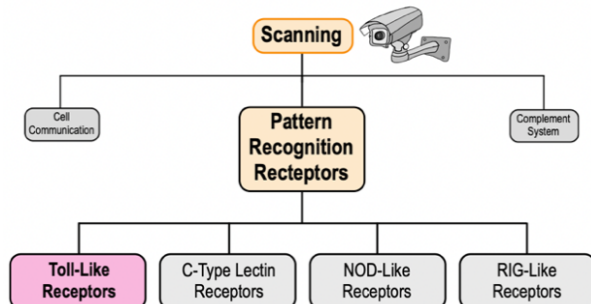 Scanning
Cell
Communication
Pattern
Recognition
Recteptors
Complement
System
Toll-Like
Receptors
C-Type Lectin
Receptors
NOD-Like
Receptors
RIG-Like
Receptors